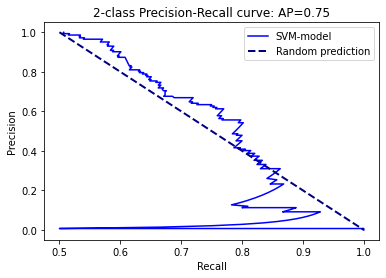 2-class Precision-Recall curve: AP=0.75
SVM-model
Random prediction
Precision
1.0
0.8
0.6
0.4
0.2
0.0
0.5
0.6
0.7
0.8
0.9
1.0
Recall